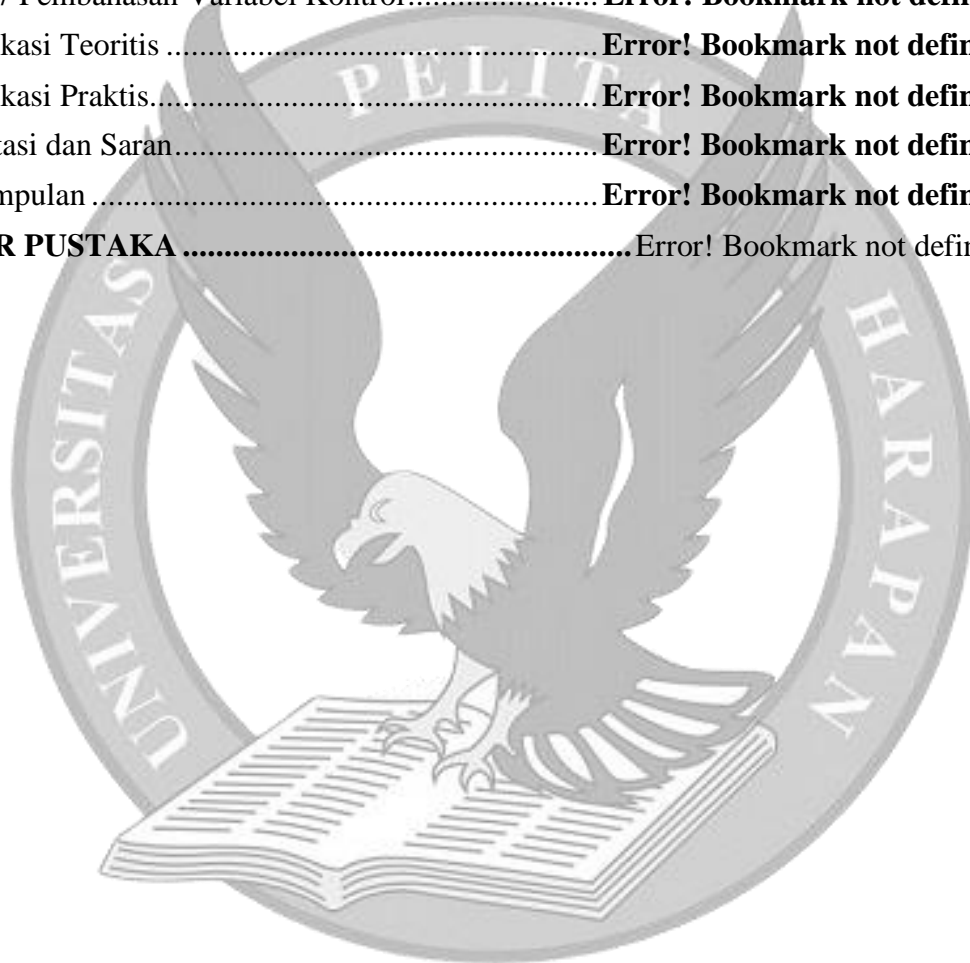 Pembahasan Variabel Kontrol........................ Error! Bookmark not defin
kasi Teoritis ........................................................... Error! Bookmark not defin
kasi Praktis............................................................. Error! Bookmark not defin
tasi dan Saran......................................................... Error! Bookmark not defin
mpulan .................................................................... Error! Bookmark not defin
R PUSTAKA ......................................................... Error! Bookmark not defin
UNIVERSITAS PELITA HARAPAN